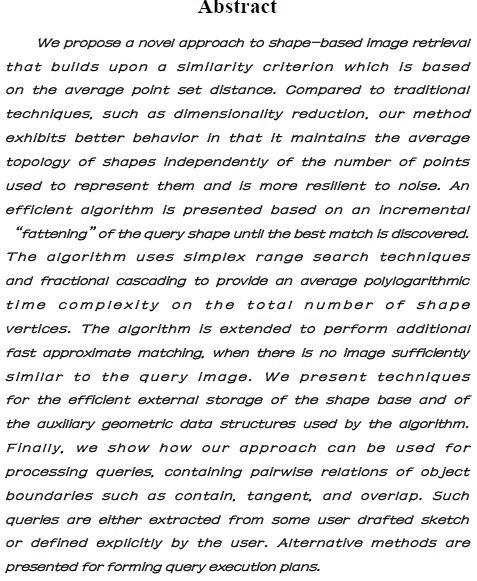 Abstract
We propose a novel approach to shape-based image retrieval
that builds upon a similarity criterion which is based
on the average point set distance. Compared to traditional
techniques, such as dimensionality reduction, our method
exhibits better behavior in that it maintains the average
topology of shapes independently of the number of points
used to represent them and is more resilient to noise. An
efficient algorithm is presented based on an incremental
“fattening” of the query shape until the best match is discovered.
The algorithm uses simplex range search techniques
and fractional cascading to provide an average polylogarithmic
time complexity on the total number of shape
vertices. The algorithm is extended to perform additional
fast approximate matching, when there is no image sufficiently
similar to the query image. We present techniques
for the efficient external storage of the shape base and of
the auxiliary geometric data structures used by the algorithm.
Finally, we show how our approach can be used for
processing queries, containing pairwise relations of object
boundaries such as contain, tangent, and overlap. Such
queries are either extracted from some user drafted sketch
or defined explicitly by the user. Alternative methods are
presented for forming query execution plans.